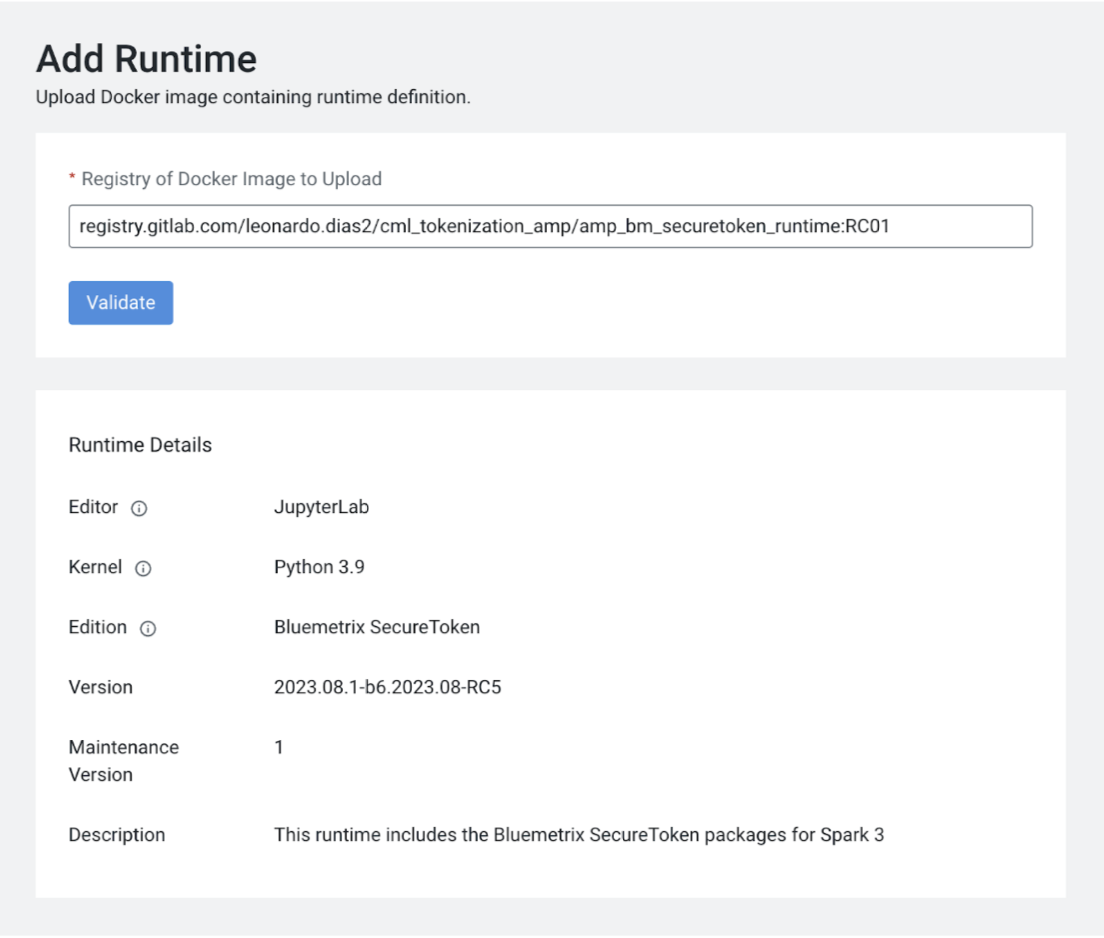 Add Runtime
Upload Docker image containing runtime definition.
* Registry of Docker Image to Upload
registry.gitlab.com/leonardo.dias2/cml_tokenization_amp/amp_bm_securetoken_runtime:RC01
Validate
Runtime Details
Editor JupyterLab
Kernel Python 3.9
Edition Bluemetrix SecureToken
Version 2023.08.1-b6.2023.08-RC5
Maintenance 1
Version
Description This runtime includes the Bluemetrix SecureToken packages for Spark 3